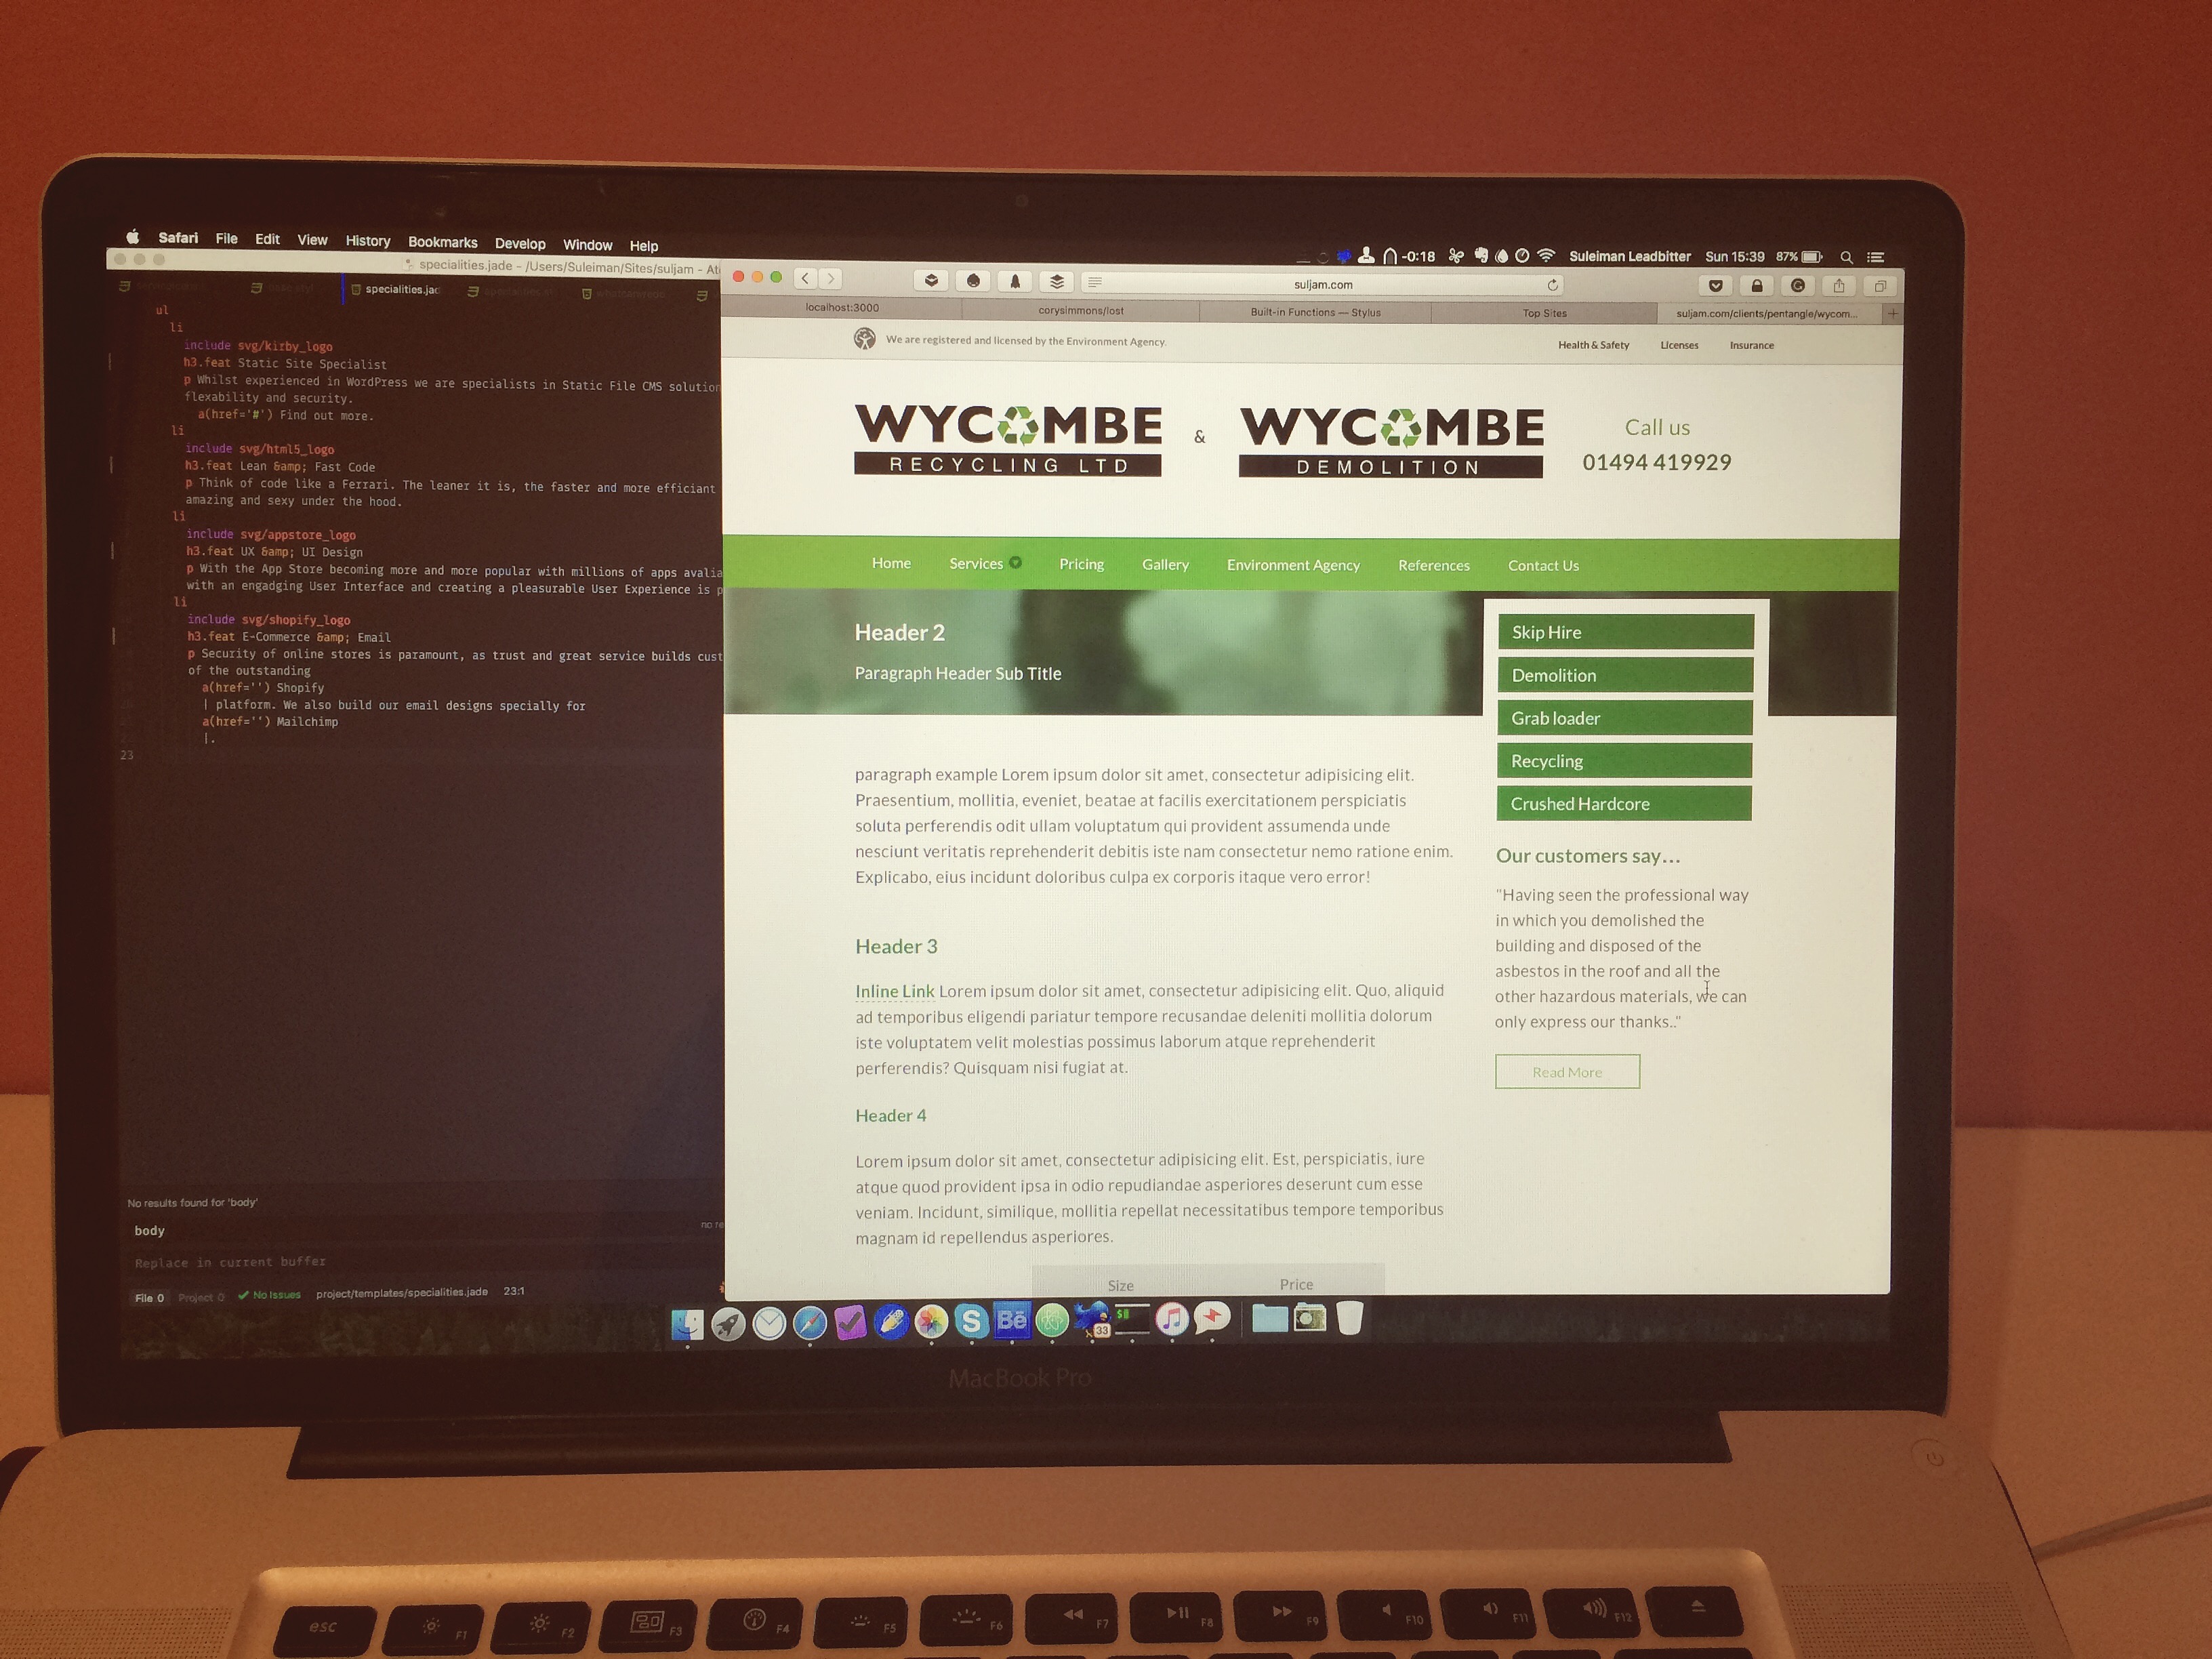 Safari File Edit View History Bookmarks Develop Window Help
-0:18 Suleiman Leadbitter Sun 15:39 87%
specialities.jade - /Users/Suleiman/Sites/suljam - At
specialities.jad
ul
li
include svg/kirby_logo
h3.feat Static Site Specialist
p Whilst experienced in WordPress we are specialists in Static File CMS solution
flexability and security.
a(href='#') Find out more.
li
include svg/html5_logo
h3.feat Lean &amp; Fast Code
p Think of code like a Ferrari. The leaner it is, the faster and more efficiant
amazing and sexy under the hood.
li
include svg/appstore_logo
h3.feat UX &amp; UI Design
p With the App Store becoming more and more popular with millions of apps avalia
with an engadging User Interface and creating a pleasurable User Experience is p
li
include svg/shopify_logo
h3.feat E-Commerce &amp; Email
p Security of online stores is paramount, as trust and great service builds cust
of the outstanding
a(href='') Shopify
| platform. We also build our email designs specially for
a(href='') Mailchimp
|.
23
No results found for 'body'
body
no re
Replace in current buffer
File 0 Project 0 No Issues project/templates/specialities.jade 23:1
suljam.com
localhost:3000 corysimmons/lost Built-in Functions — Stylus Top Sites suljam.com/clients/pentangle/wycom...
We are registered and licensed by the Environment Agency.
Health & Safety Licenses Insurance
WYCOMBE & WYCOMBE
RECYCLING LTD DEMOLITION
Call us
01494 419929
Home Services Pricing Gallery Environment Agency References Contact Us
Header 2
Paragraph Header Sub Title
paragraph example Lorem ipsum dolor sit amet, consectetur adipisicing elit.
Praesentium, mollitia, eveniet, beatae at facilis exercitationem perspiciatis
soluta perferendis odit ullam voluptatum qui provident assumenda unde
nesciunt veritatis reprehenderit debitis iste nam consectetur nemo ratione enim.
Explicabo, eius incidunt doloribus culpa ex corporis itaque vero error!
Header 3
Inline Link Lorem ipsum dolor sit amet, consectetur adipisicing elit. Quo, aliquid
ad temporibus eligendi pariatur tempore recusandae deleniti mollitia dolorum
iste voluptatem velit molestias possimus laborum atque reprehenderit
perferendis? Quisquam nisi fugiat at.
Header 4
Lorem ipsum dolor sit amet, consectetur adipisicing elit. Est, perspiciatis, iure
atque quod provident ipsa in odio repudiandae asperiores deserunt cum esse
veniam. Incidunt, similique, mollitia repellat necessitatibus tempore temporibus
magnam id repellendus asperiores.
Size Price
Skip Hire
Demolition
Grab loader
Recycling
Crushed Hardcore
Our customers say...
"Having seen the professional way
in which you demolished the
building and disposed of the
asbestos in the roof and all the
other hazardous materials, we can
only express our thanks.."
Read More
S Bē 33 $
MacBook Pro
esc F1 F2 F3 F4 F5 F6 F7 F8 F9 F10 F11 F12